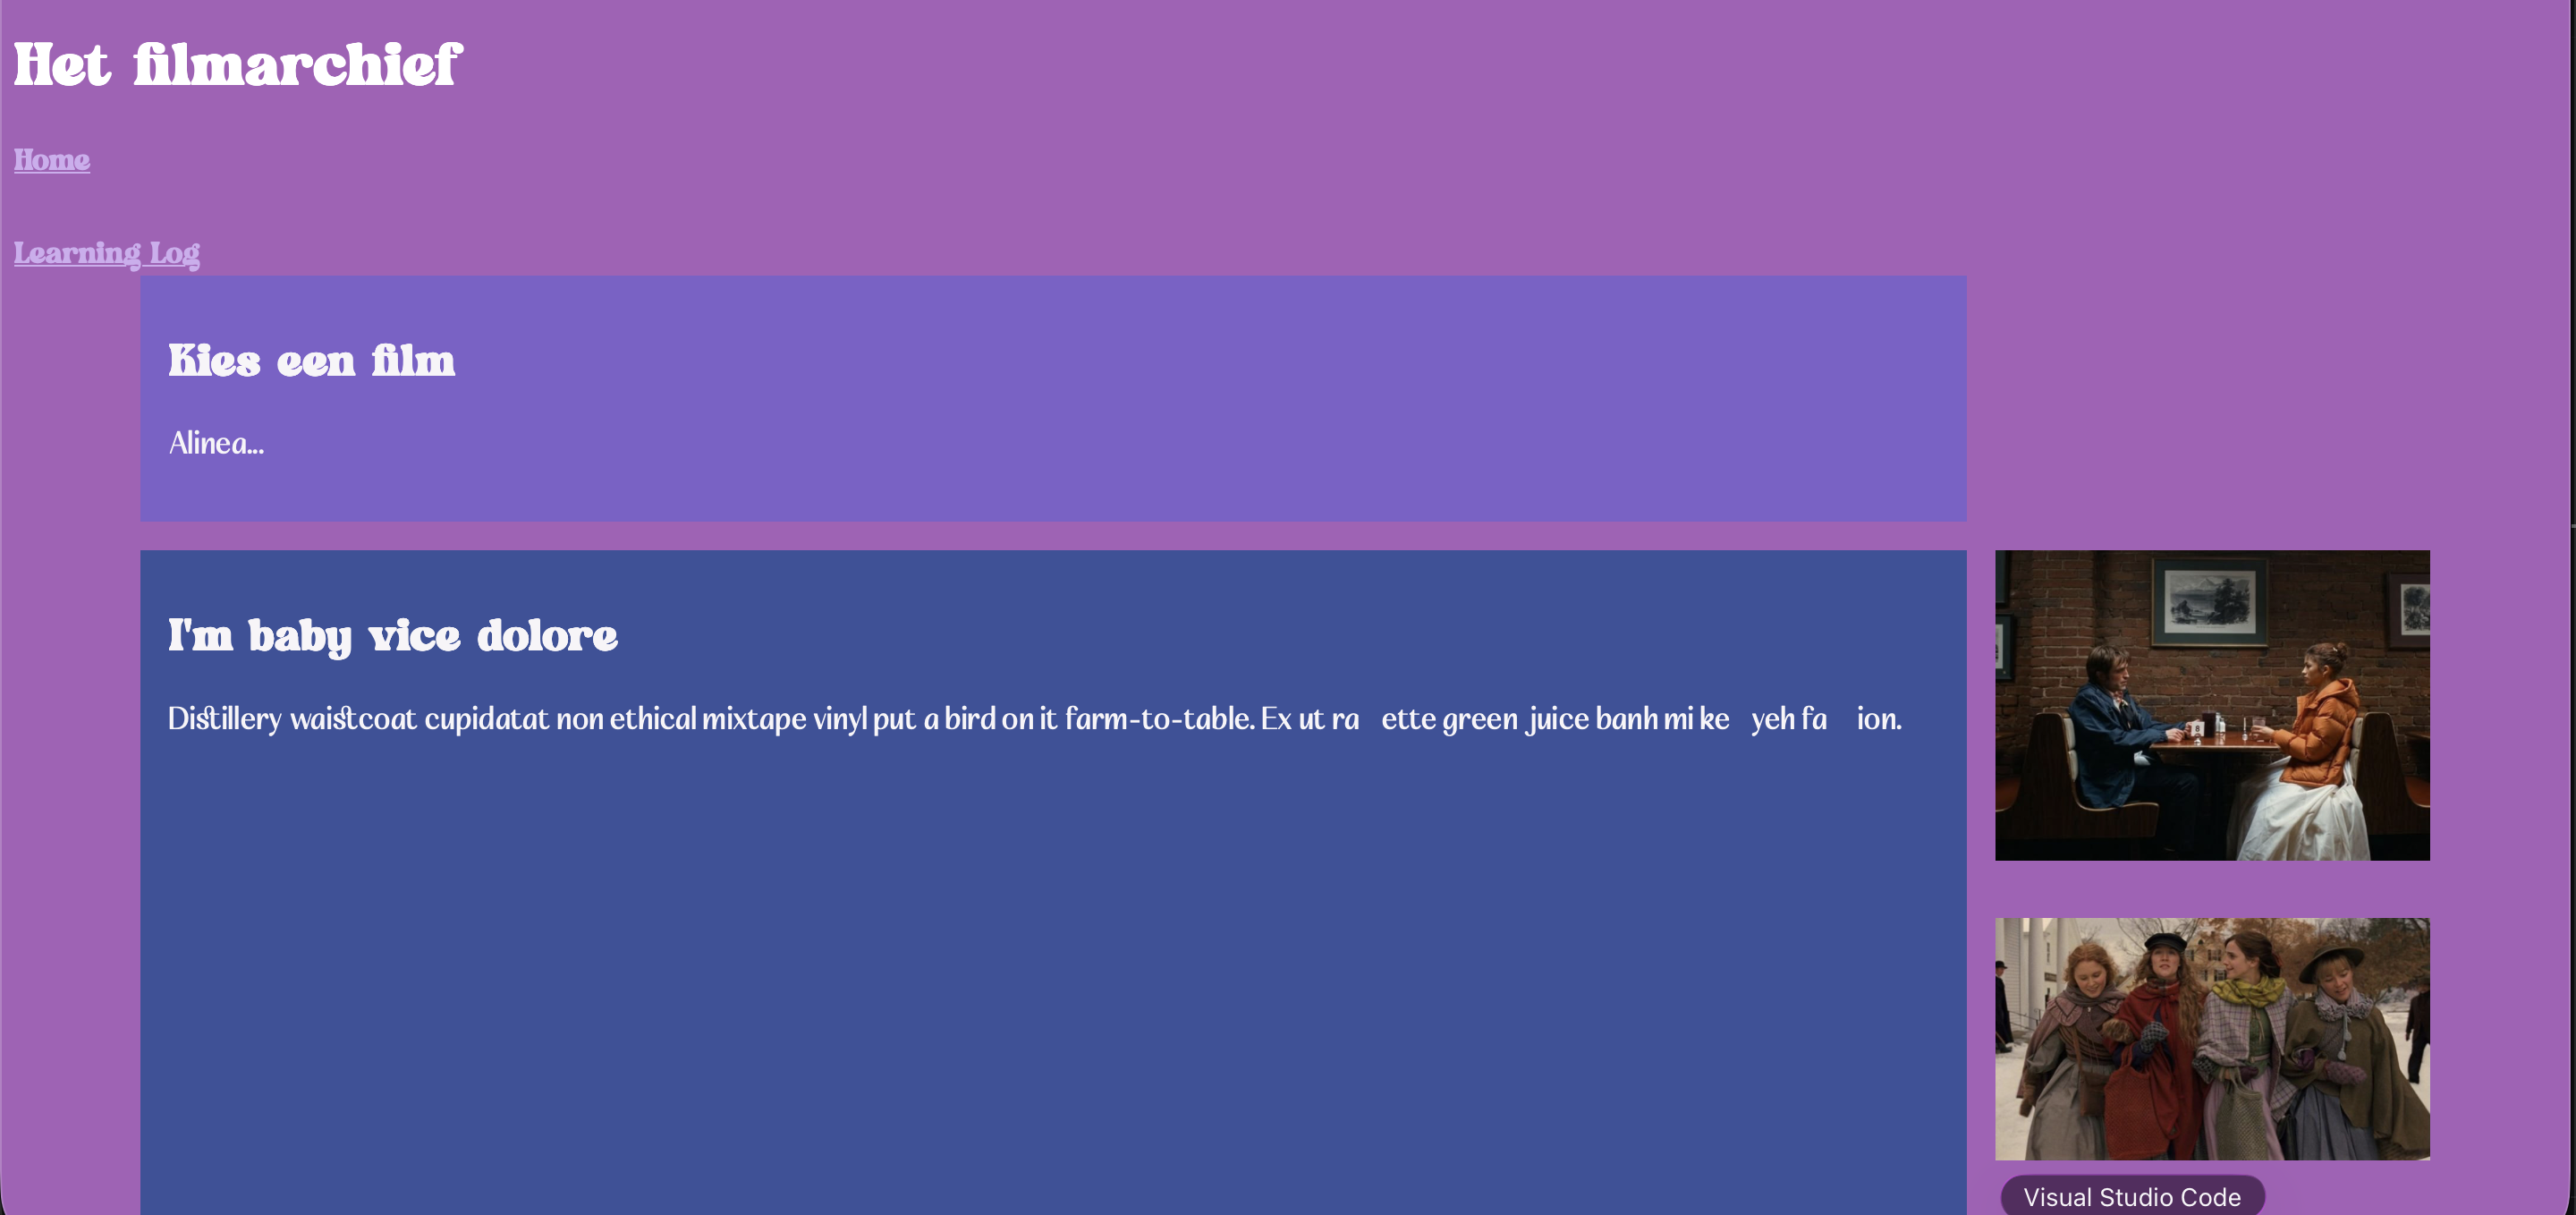 Het filmarchief
Home
Learning Log
Kies een film
Alinea...
I'm baby vice dolore
Distillery waistcoat cupidatat non ethical mixtape vinyl put a bird on it farm-to-table. Ex ut ra ette green juice banh mi ke yeh fa ion.
Visual Studio Code